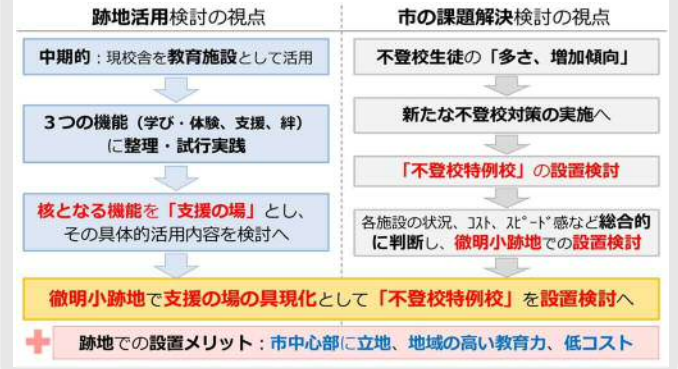 跡地活用検討の視点
中期的：現校舎を教育施設として活用
３つの機能（学び・体験、支援、絆）
に整理・試行実践
核となる機能を「支援の場」とし、
その具体的活用内容を検討へ
市の課題解決検討の視点
不登校生徒の「多さ、増加傾向」
新たな不登校対策の実施へ
「不登校特例校」の設置検討
各施設の状況、ｺｽﾄ、ｽﾋﾟｰﾄﾞ感など総合的
に判断し、徹明小跡地での設置検討
徹明小跡地で支援の場の具現化として「不登校特例校」を設置検討へ
跡地での設置メリット：市中心部に立地、地域の高い教育力、低コスト